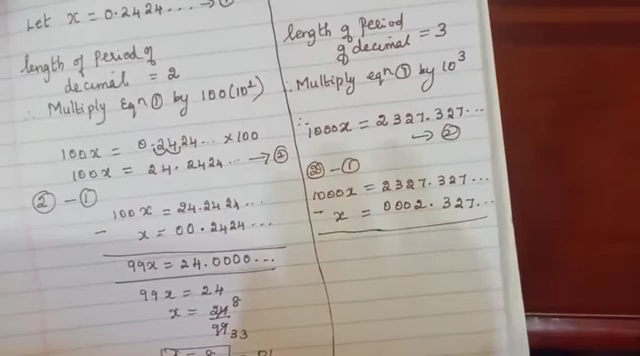 Let x = 0.2424... → ①
length of Period of
decimal = 2
∴ Multiply Eqn ① by 100(10²)
100x = 0.2424... ×100
100x = 24.2424... → ②
② - ①
100x = 24.2424...
- x = 00.2424...
99x = 24.0000...
99x = 24
x = 24 8
99 33
length of Period
of decimal = 3
∴ Multiply eqn ① by 10³
∴ 1000x = 2327.327...
→ ②
② - ①
1000x = 2327.327...
- x = 0002.327...